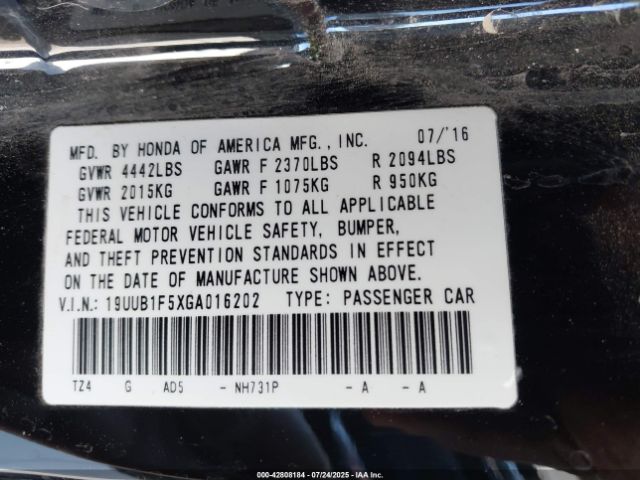 MFD. BY HONDA OF AMERICA MFG., INC. 07/'16
GVWR 4442LBS GAWR F 2370LBS R 2094LBS
GVWR 2015KG GAWR F 1075KG R 950KG
THIS VEHICLE CONFORMS TO ALL APPLICABLE
FEDERAL MOTOR VEHICLE SAFETY, BUMPER,
AND THEFT PREVENTION STANDARDS IN EFFECT
ON THE DATE OF MANUFACTURE SHOWN ABOVE.
V.I.N.: 19UUB1F5XGA016202 TYPE: PASSENGER CAR
TZ4 G AD5 - NH731P - A - A
000-42808184 | 07/24/2025 | IAA Inc.